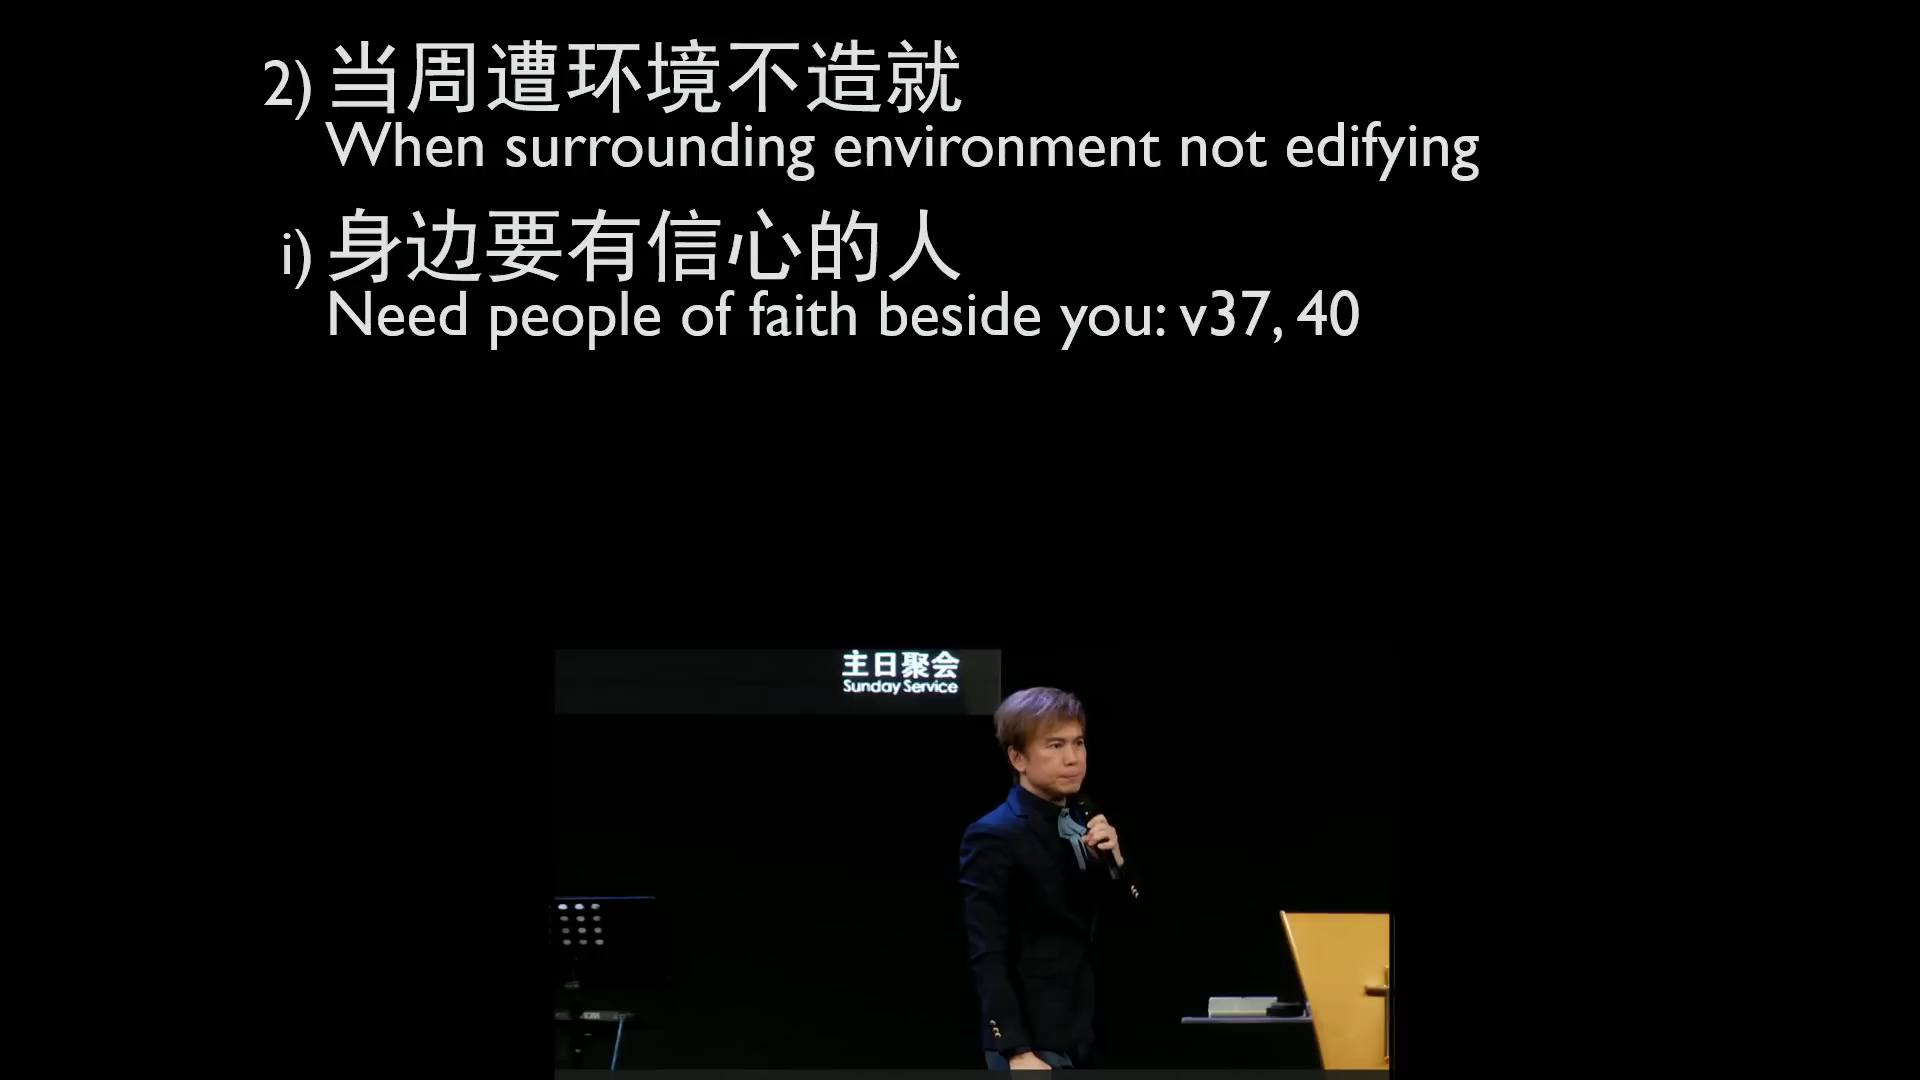 2) 当周遭环境不造就
When surrounding environment not edifying
i) 身边要有信心的人
Need people of faith beside you: v37, 40
主日聚会
Sunday Service